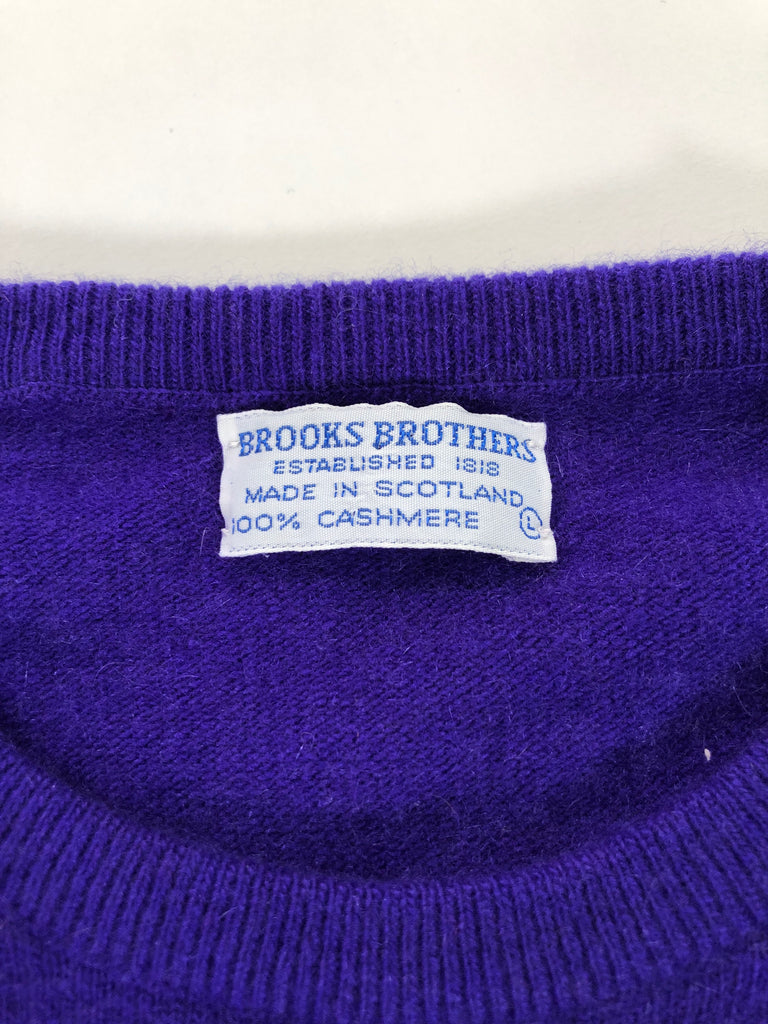 BROOKS BROTHERS
ESTABLISHED 1818
MADE IN SCOTLAND
100% CASHMERE L